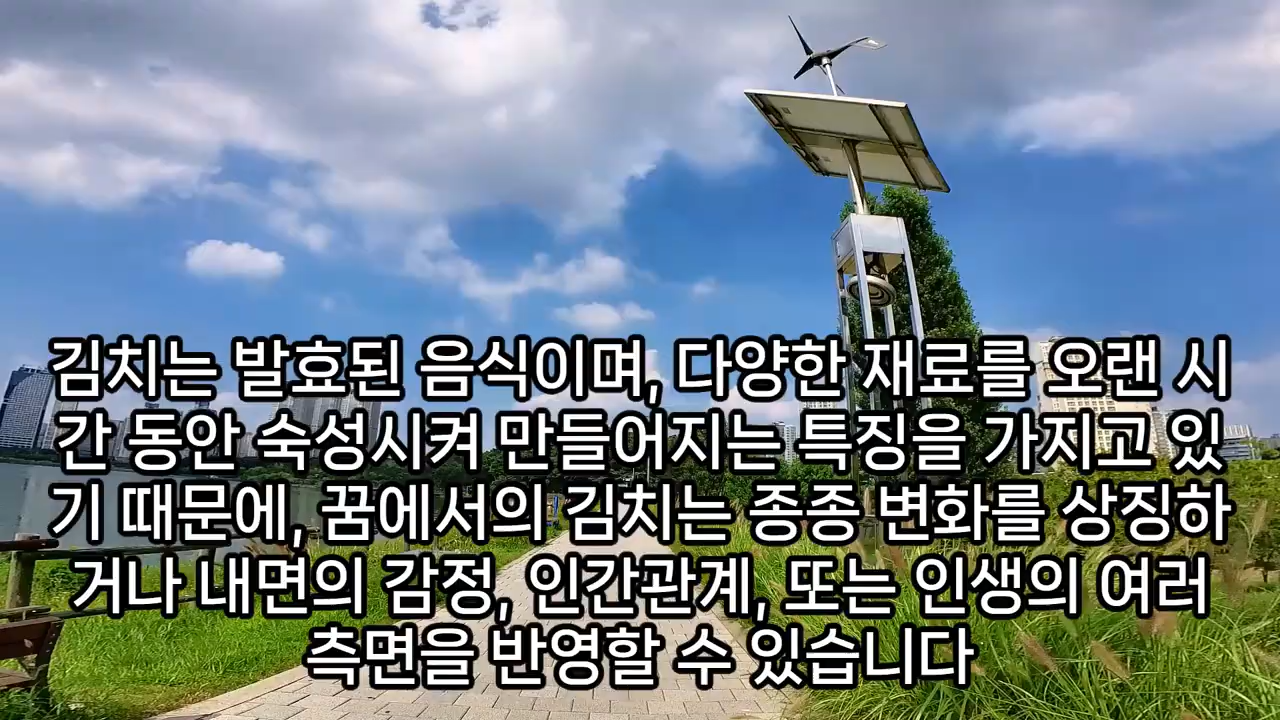 김치는 발효된 음식이며, 다양한 재료를 오랜 시
간 동안 숙성시켜 만들어지는 특징을 가지고 있
기 때문에, 꿈에서의 김치는 종종 변화를 상징하
거나 내면의 감정, 인간관계, 또는 인생의 여러
측면을 반영할 수 있습니다